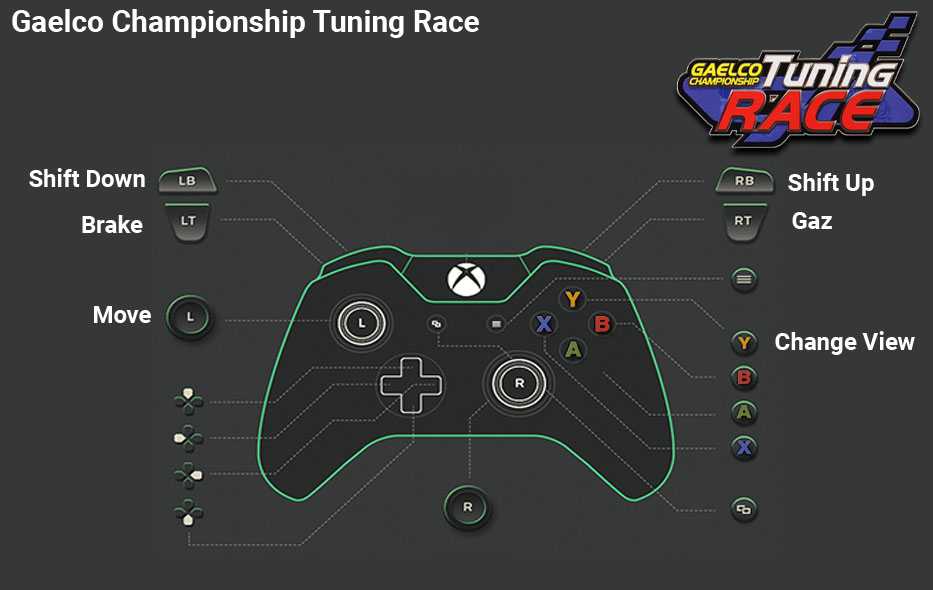 Gaelco Championship Tuning Race
GAELCO
CHAMPIONSHIP
Tuning
RACE
Shift Down
LB
RB
Shift Up
Brake
LT
RT
Gaz
Y
Move
L
L
X
B
Y
Change View
A
B
R
A
X
R